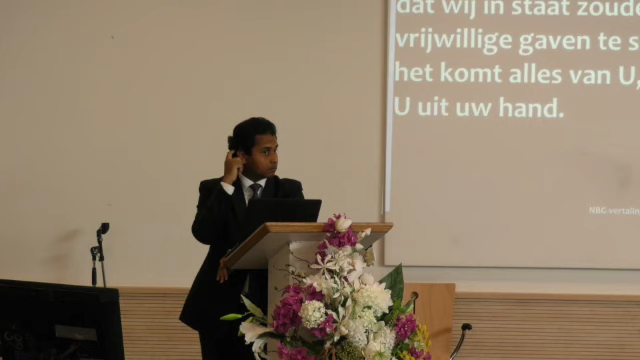 dat wij in staat zoude
vrijwillige gaven te s
het komt alles van U,
U uit uw hand.
NBG vertalin